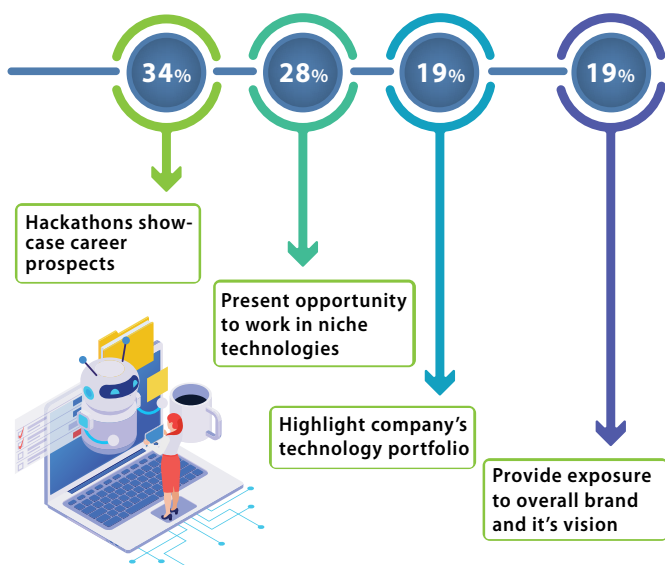 34%
28%
19%
19%
Hackathons show-
case career
prospects
Present opportunity
to work in niche
technologies
Highlight company's
technology portfolio
Provide exposure
to overall brand
and it's vision